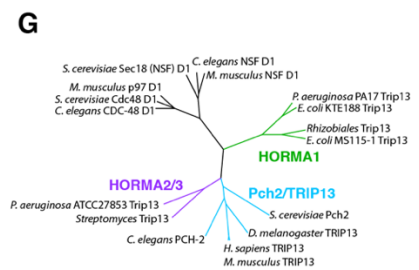 G
S. cerevisiae Sec18 (NSF) D1
C. elegans NSF D1
M. musculus NSF D1
M. musculus p97 D1
S. cerevisiae Cdc48 D1
C. elegans CDC-48 D1
P. aeruginosa PA17 Trip13
E. coli KTE188 Trip13
Rhizobiales Trip13
E. coli MS115-1 Trip13
HORMA1
HORMA2/3
Pch2/TRIP13
P. aeruginosa ATCC27853 Trip13
Streptomyces Trip13
S. cerevisiae Pch2
C. elegans PCH-2
D. melanogaster TRIP13
H. sapiens TRIP13
M. musculus TRIP13